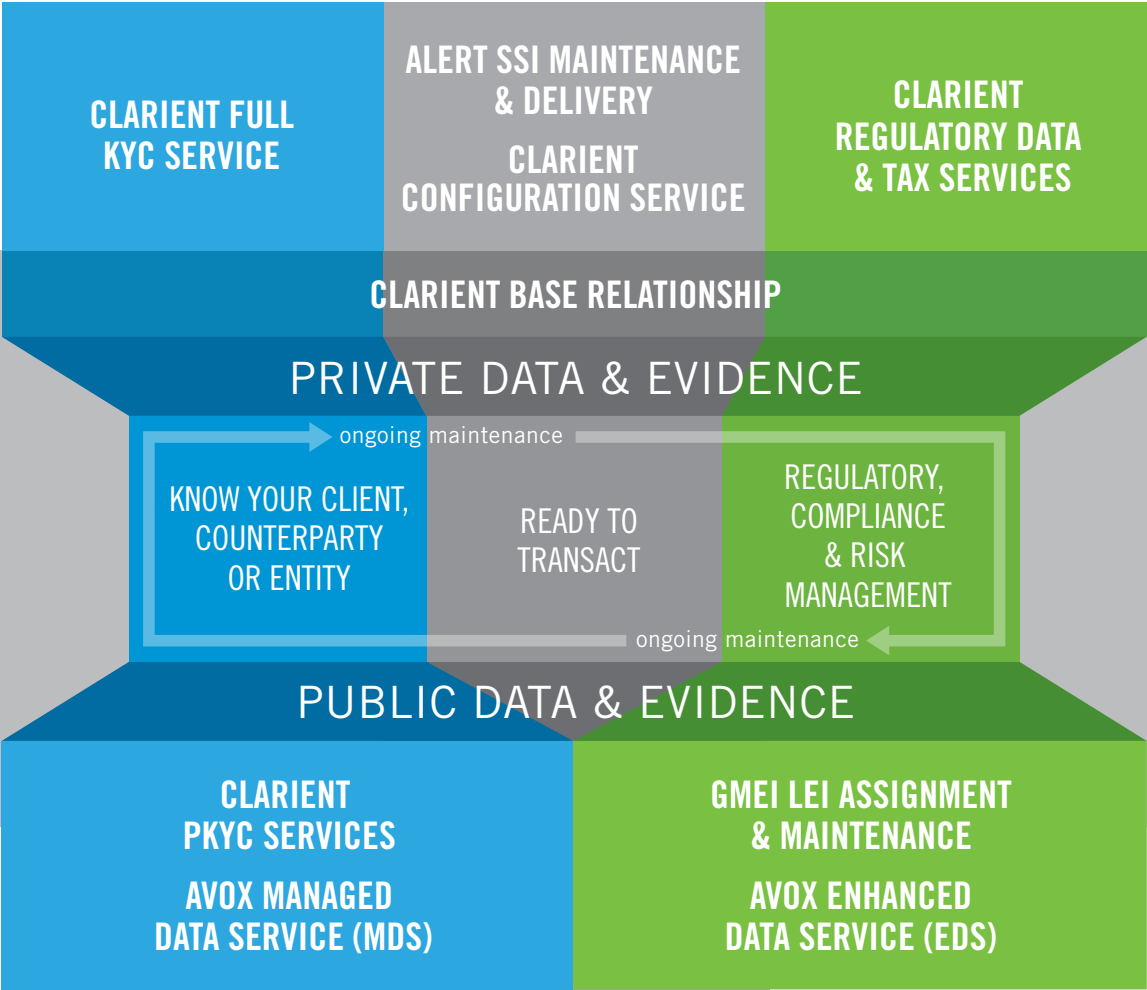 CLARIENT FULL
KYC SERVICE
ALERT SSI MAINTENANCE
& DELIVERY
CLARIENT
CONFIGURATION SERVICE
CLARIENT
REGULATORY DATA
& TAX SERVICES
CLARIENT BASE RELATIONSHIP
PRIVATE DATA & EVIDENCE
ongoing maintenance
KNOW YOUR CLIENT,
COUNTERPARTY
OR ENTITY
READY TO
TRANSACT
REGULATORY,
COMPLIANCE
& RISK
MANAGEMENT
ongoing maintenance
PUBLIC DATA & EVIDENCE
CLARIENT
PKYC SERVICES
AVOX MANAGED
DATA SERVICE (MDS)
GMEI LEI ASSIGNMENT
& MAINTENANCE
AVOX ENHANCED
DATA SERVICE (EDS)